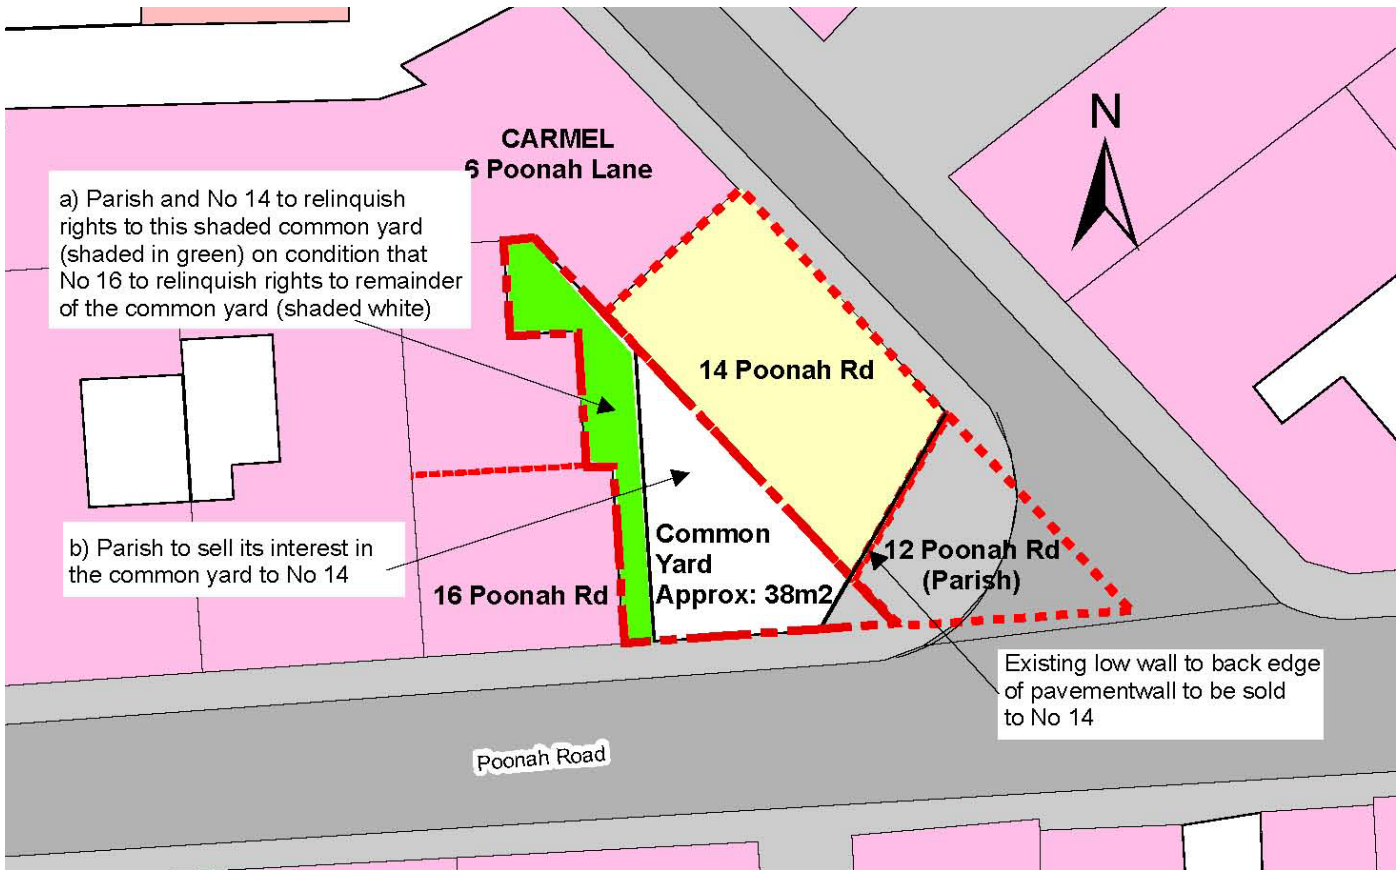 CARMEL
6 Poonah Lane
N
a) Parish and No 14 to relinquish
rights to this shaded common yard
(shaded in green) on condition that
No 16 to relinquish rights to remainder
of the common yard (shaded white)
14 Poonah Rd
b) Parish to sell its interest in
the common yard to No 14
16 Poonah Rd
Common
Yard
Approx: 38m2
12 Poonah Rd
(Parish)
Existing low wall to back edge
of pavementwall to be sold
to No 14
Poonah Road